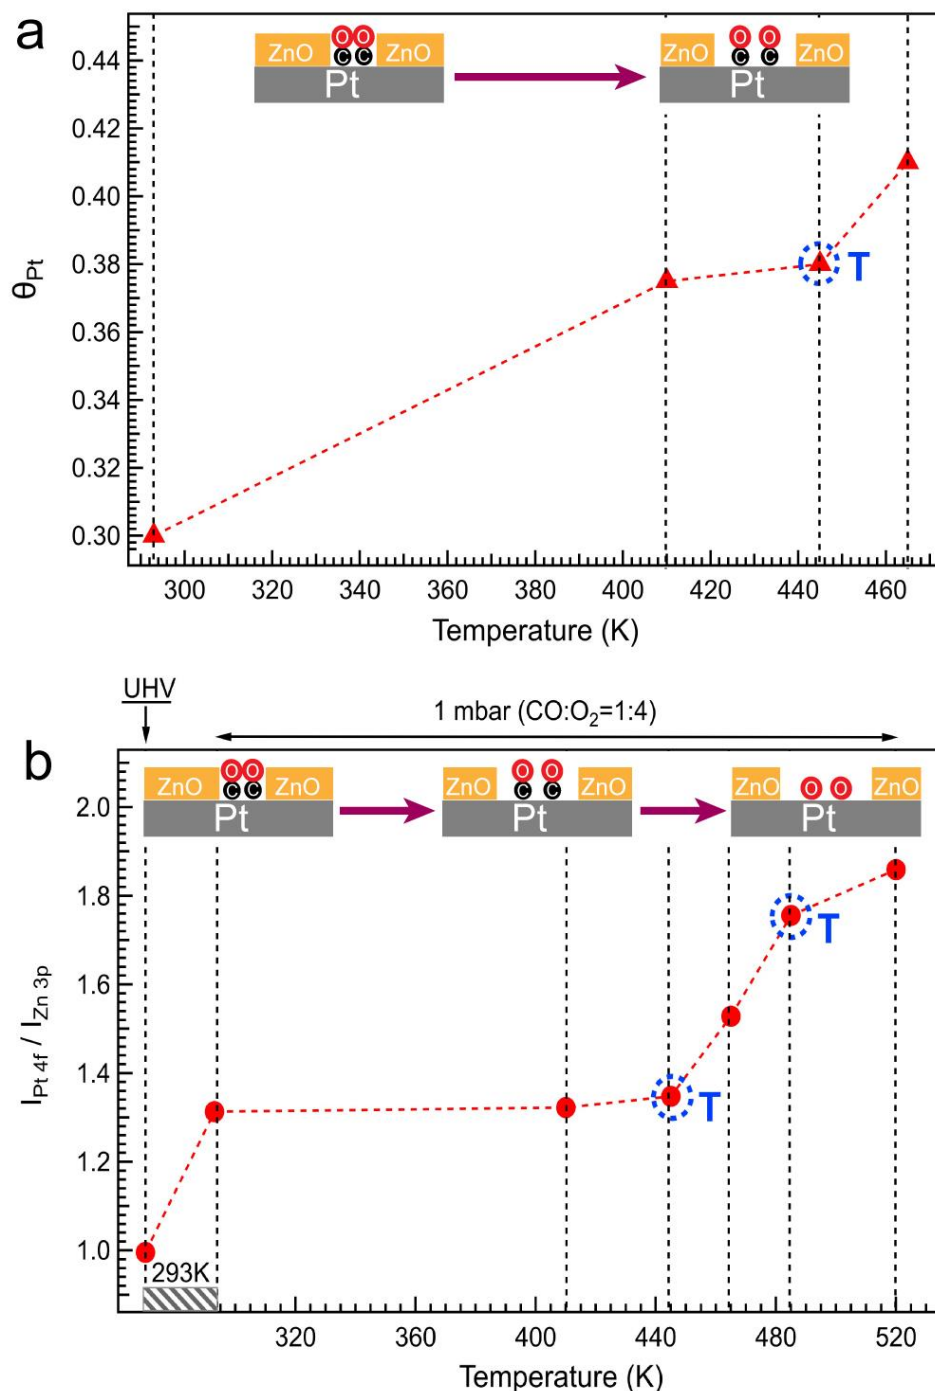 a
0.44
0.42
0.40
0.38
0.36
0.34
0.32
0.30
θPt
O O
ZnO C C ZnO
Pt
O O
ZnO C C ZnO
Pt
T
300 320 340 360 380 400 420 440 460
Temperature (K)
UHV
1 mbar (CO:O₂=1:4)
b
O O
ZnO C C ZnO
Pt
O O
ZnO C C ZnO
Pt
ZnO O O ZnO
Pt
2.0
1.8
1.6
1.4
1.2
1.0
I Pt 4f / I Zn 3p
T
T
293K
320 360 400 440 480 520
Temperature (K)